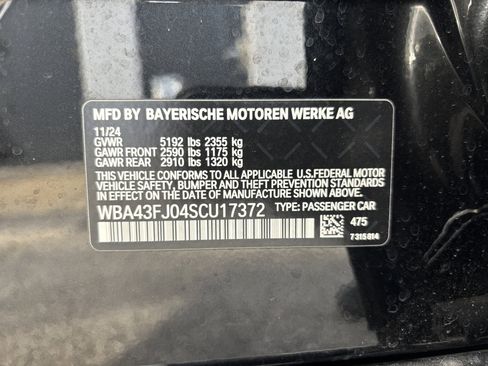 MFD BY BAYERISCHE MOTOREN WERKE AG
11/24
GVWR 5192 lbs 2355 kg
GAWR FRONT 2590 lbs 1175 kg
GAWR REAR 2910 lbs 1320 kg
THIS VEHICLE CONFORMS TO ALL APPLICABLE U.S.FEDERAL MOTOR
VEHICLE SAFETY, BUMPER AND THEFT PREVENTION STANDARDS
IN EFFECT ON THE DATE OF MANUFACTURE SHOWN ABOVE.
WBA43FJ04SCU17372 TYPE: PASSENGER CAR
475
7315814